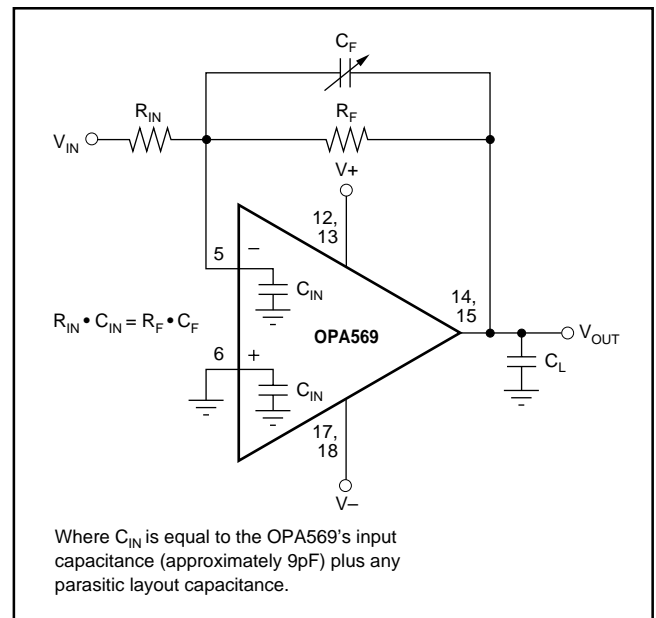 C_F
R_IN
R_F
V_IN
V+
12,
13
5
–
C_IN
R_IN • C_IN = R_F • C_F
OPA569
14,
15
V_OUT
C_L
6
+
C_IN
17,
18
V–
Where C_IN is equal to the OPA569's input
capacitance (approximately 9pF) plus any
parasitic layout capacitance.